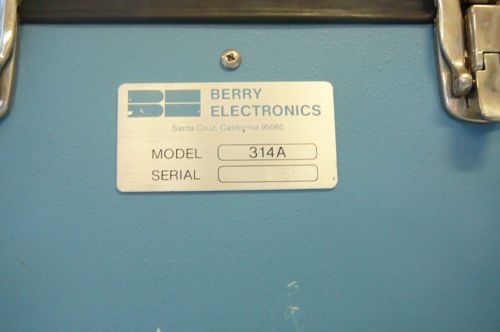 BERRY
ELECTRONICS
Santa Cruz, California 95060
MODEL 314A
SERIAL